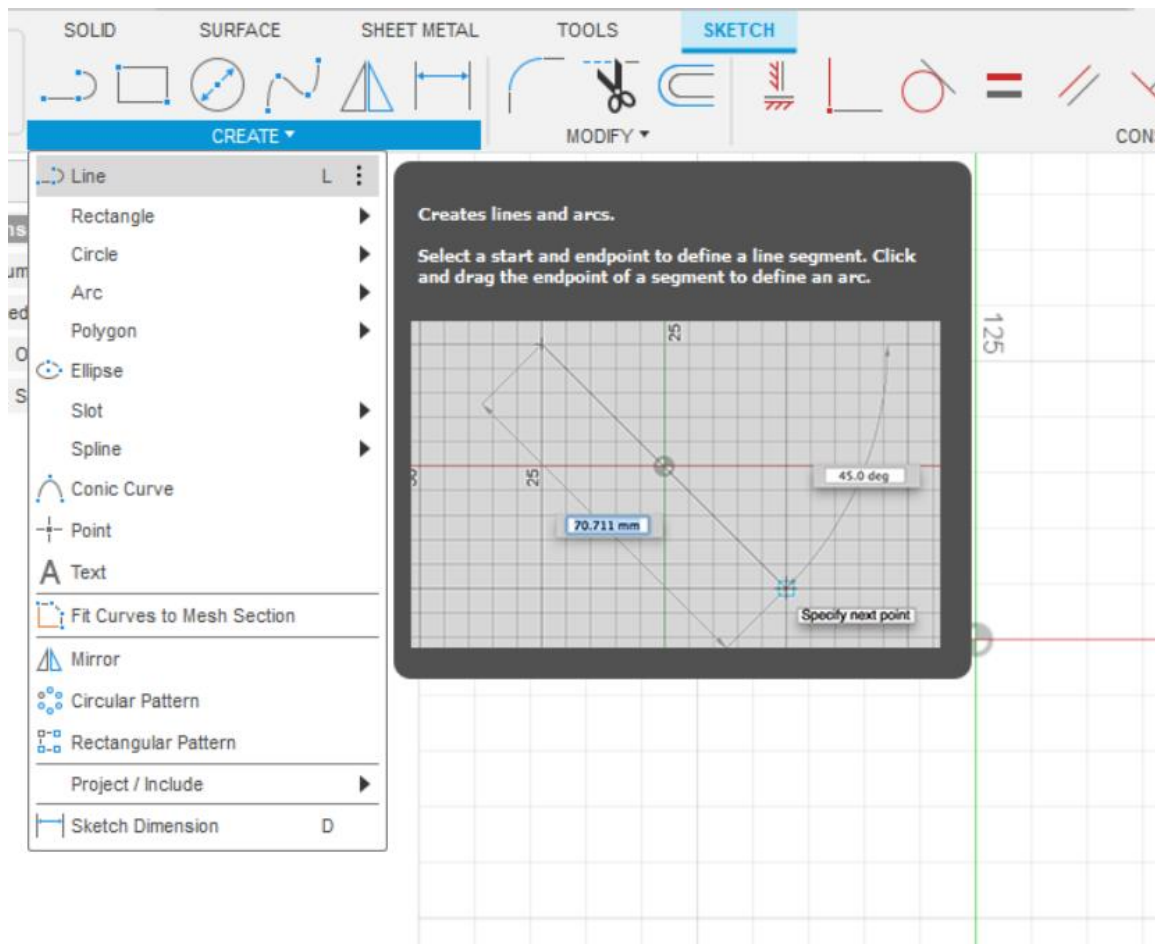 SOLID SURFACE SHEET METAL TOOLS SKETCH
CREATE ▼ MODIFY ▼ CON
Line L
Rectangle
Circle
Arc
Polygon
Ellipse
Slot
Spline
Conic Curve
Point
Text
Fit Curves to Mesh Section
Mirror
Circular Pattern
Rectangular Pattern
Project / Include
Sketch Dimension D
Creates lines and arcs.
Select a start and endpoint to define a line segment. Click
and drag the endpoint of a segment to define an arc.
25
25
45.0 deg
70.711 mm
Specify next point
125